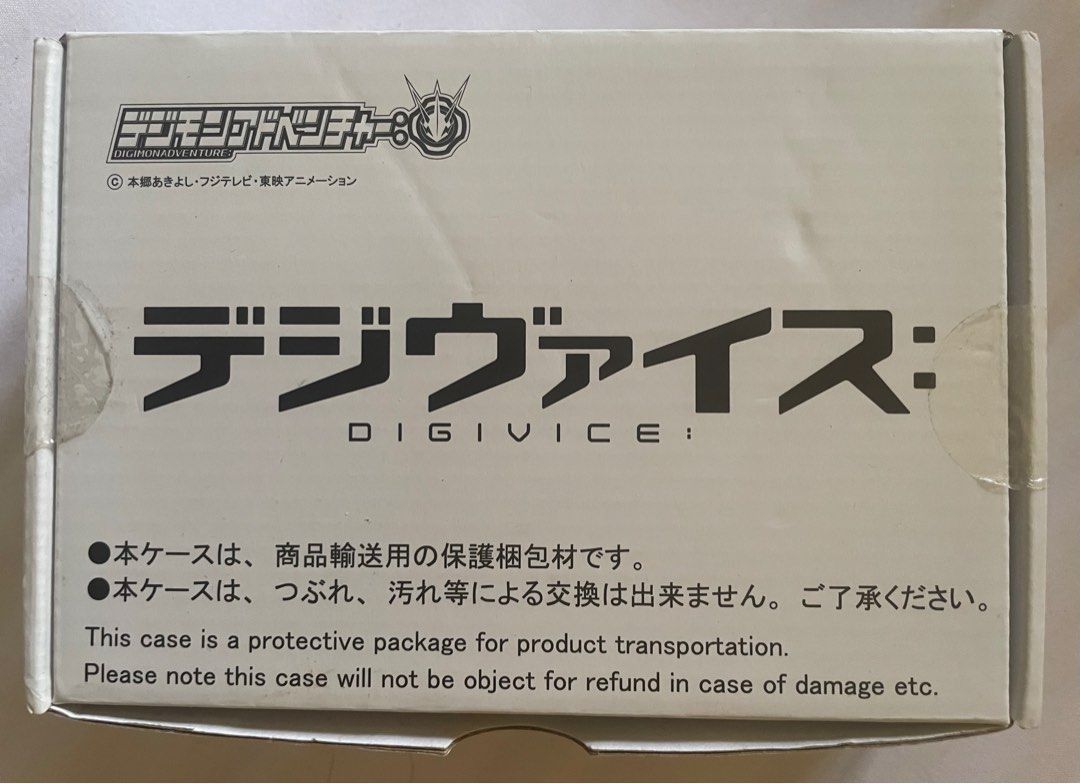 デジモンアドベンチャー:
DIGIMONADVENTURE:
© 本郷あきよし・フジテレビ・東映アニメーション
デジヴァイス:
DIGIVICE:
●本ケースは、商品輸送用の保護梱包材です。
●本ケースは、つぶれ、汚れ等による交換は出来ません。ご了承ください。
This case is a protective package for product transportation.
Please note this case will not be object for refund in case of damage etc.